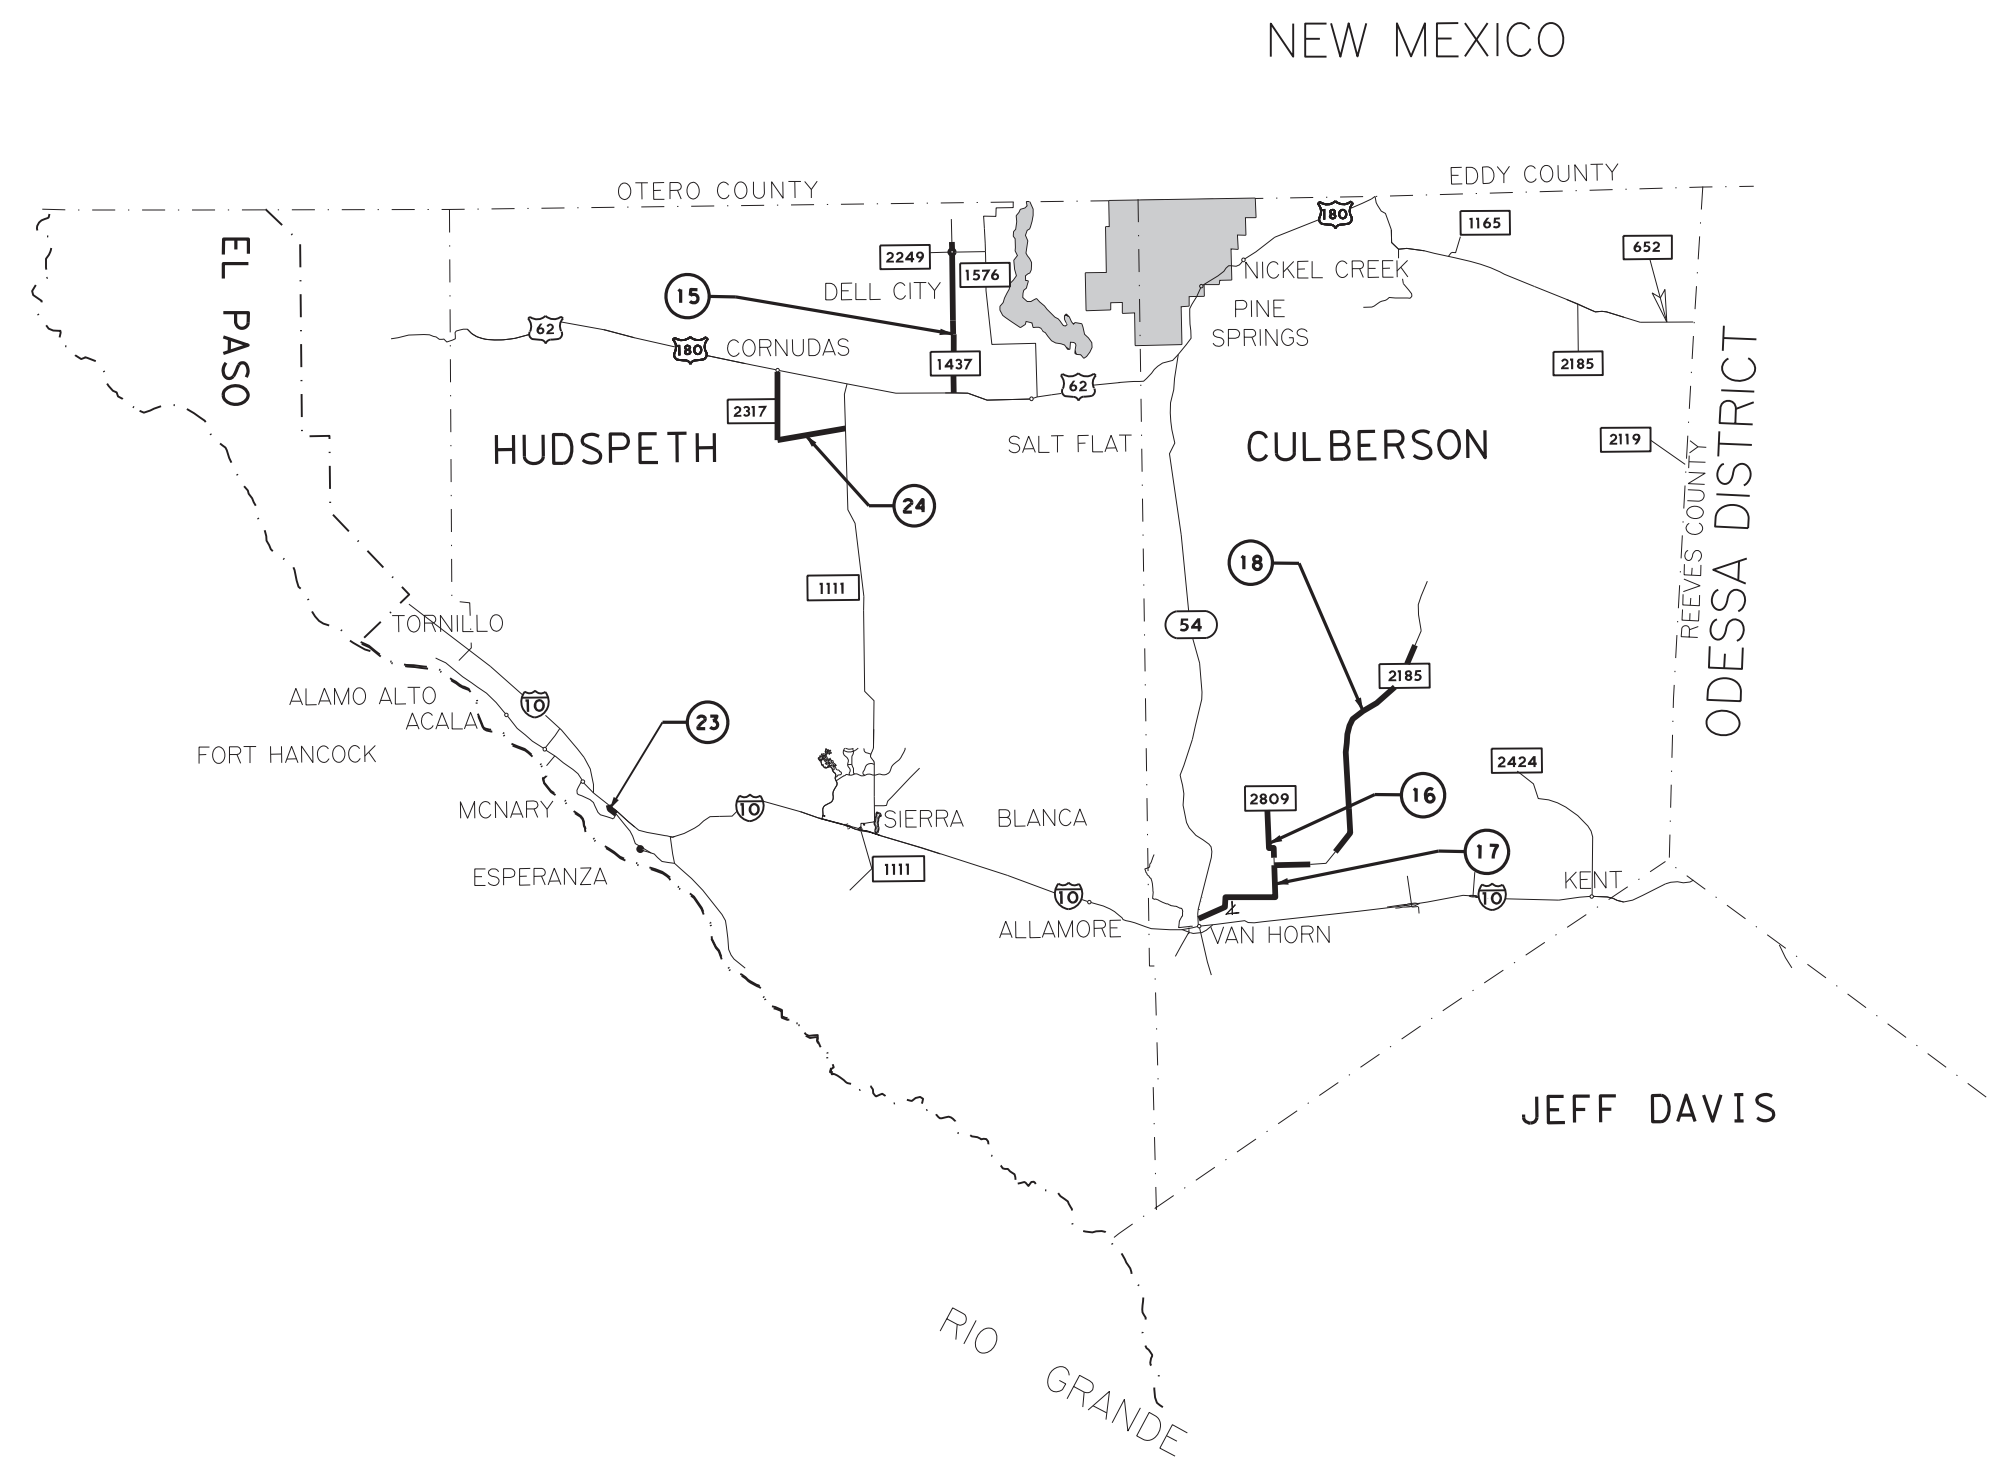 NEW MEXICO
OTERO COUNTY
EDDY COUNTY
180
1165
652
EL PASO
2249
1576
NICKEL CREEK
15
DELL CITY
PINE
SPRINGS
62
180
CORNUDAS
1437
2185
62
2317
HUDSPETH
SALT FLAT
CULBERSON
2119
REEVES COUNTY
ODESSA DISTRICT
24
18
1111
TORNILLO
54
2185
ALAMO ALTO
10
ACALA
23
FORT HANCOCK
2424
MCNARY
10
SIERRA BLANCA
2809
16
17
ESPERANZA
1111
10
KENT
10
ALLAMORE
VAN HORN
JEFF DAVIS
RIO GRANDE